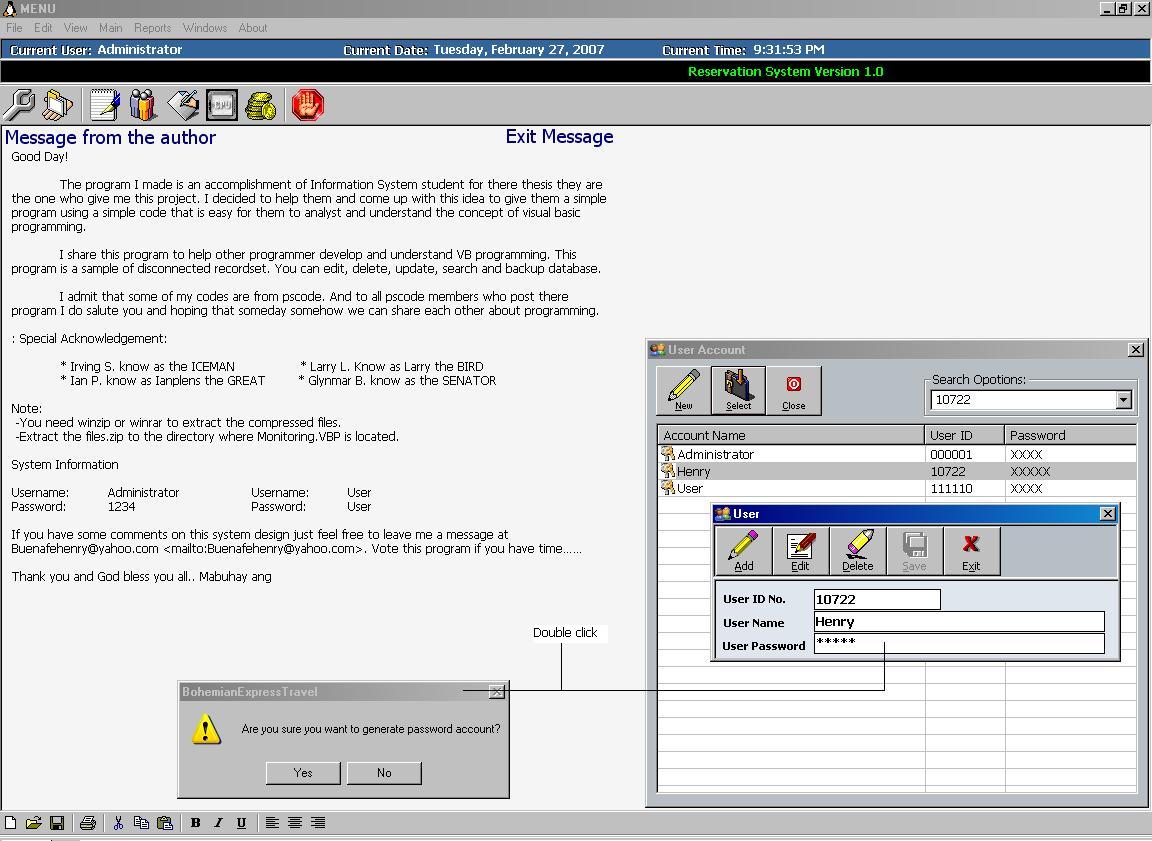 MENU
File Edit View Main Reports Windows About
Current User: Administrator Current Date: Tuesday, February 27, 2007 Current Time: 9:31:53 PM
Reservation System Version 1.0
CPU
Message from the author Exit Message
Good Day!
The program I made is an accomplishment of Information System student for there thesis they are
the one who give me this project. I decided to help them and come up with this idea to give them a simple
program using a simple code that is easy for them to analyst and understand the concept of visual basic
programming.
I share this program to help other programmer develop and understand VB programming. This
program is a sample of disconnected recordset. You can edit, delete, update, search and backup database.
I admit that some of my codes are from pscode. And to all pscode members who post there
program I do salute you and hoping that someday somehow we can share each other about programming.
: Special Acknowledgement:
* Irving S. know as the ICEMAN * Larry L. Know as Larry the BIRD
* Ian P. know as Ianplens the GREAT * Glynmar B. know as the SENATOR
Note:
-You need winzip or winrar to extract the compressed files.
-Extract the files.zip to the directory where Monitoring.VBP is located.
System Information
Username: Administrator Username: User
Password: 1234 Password: User
If you have some comments on this system design just feel free to leave me a message at
Buenafehenry@yahoo.com <mailto:Buenafehenry@yahoo.com>. Vote this program if you have time......
Thank you and God bless you all.. Mabuhay ang
User Account
New Select Close
Search Opotions:
10722
Account Name User ID Password
Administrator 000001 XXXX
Henry 10722 XXXXX
User 111110 XXXX
User
Add Edit Delete Save Exit
User ID No. 10722
User Name Henry
User Password *****
Double click
BohemianExpressTravel
Are you sure you want to generate password account?
Yes No
B I U